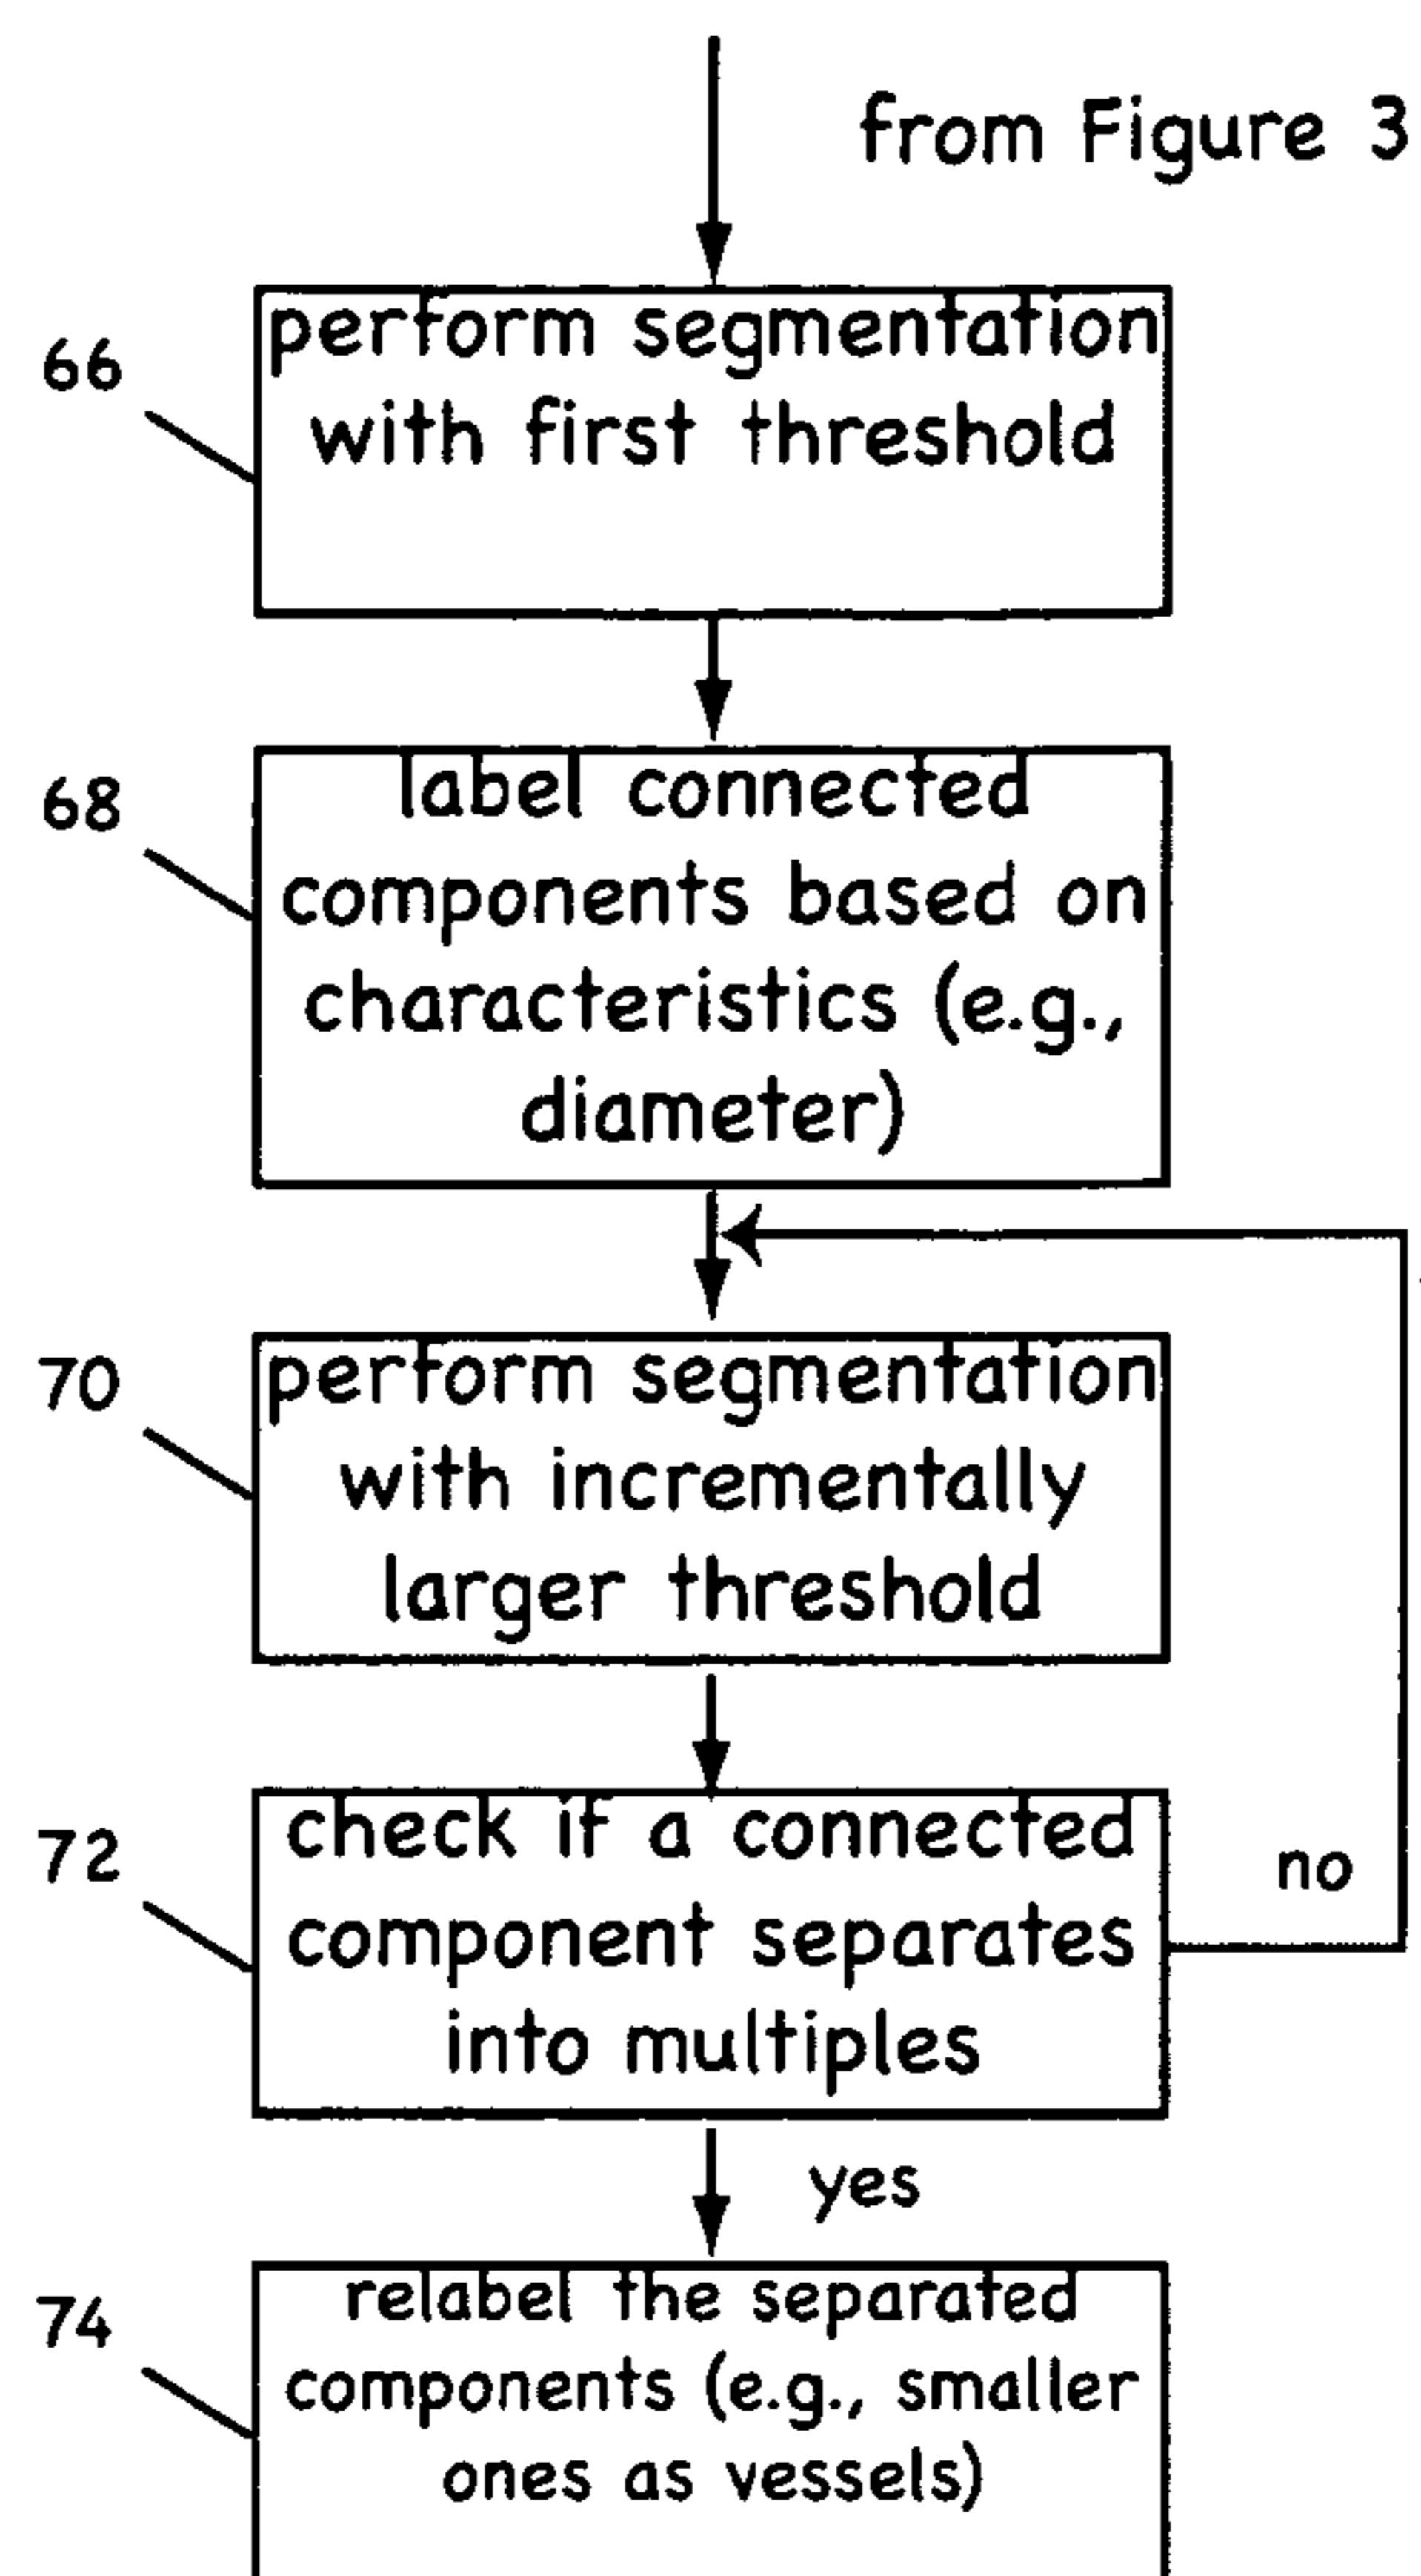 from Figure 3
66
perform segmentation
with first threshold
68
label connected
components based on
characteristics (e.g.,
diameter)
70
perform segmentation
with incrementally
larger threshold
72
check if a connected
component separates
into multiples
no
yes
74
relabel the separated
components (e.g., smaller
ones as vessels)